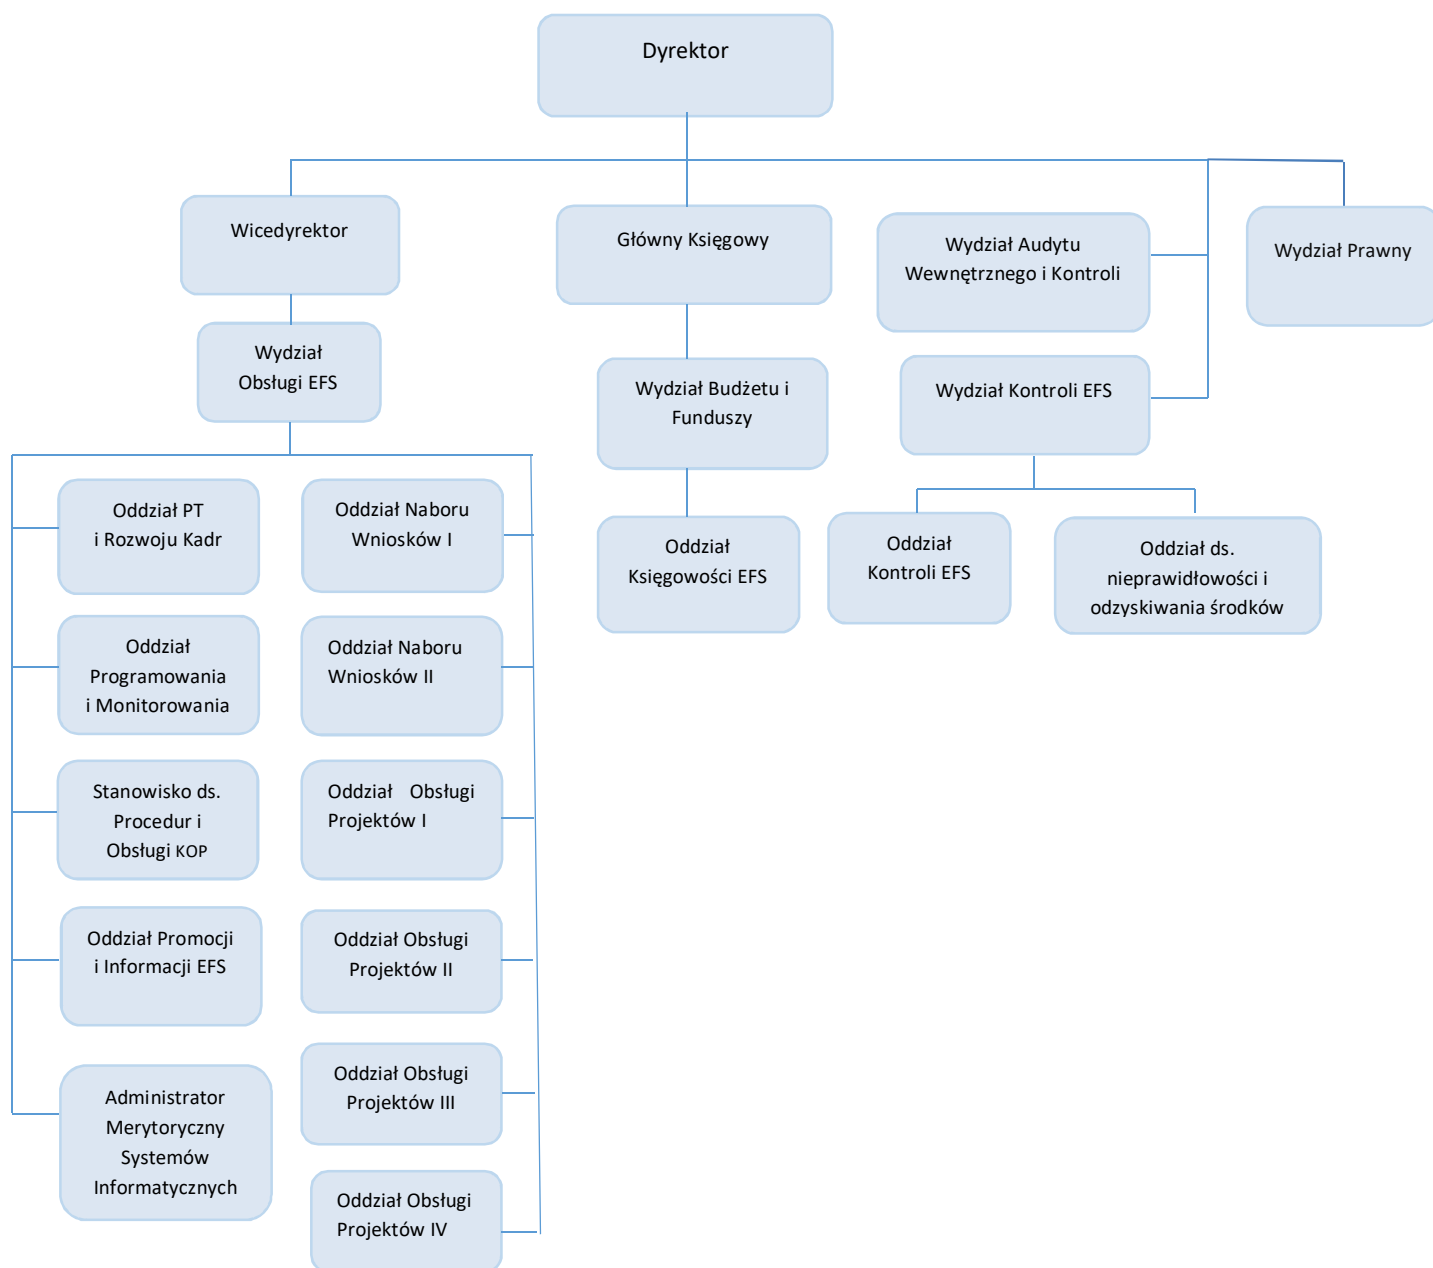 Dyrektor
Wicedyrektor
Główny Księgowy
Wydział Audytu
Wewnętrznego i Kontroli
Wydział Prawny
Wydział
Obsługi EFS
Wydział Budżetu i
Funduszy
Wydział Kontroli EFS
Oddział PT
i Rozwoju Kadr
Oddział Naboru
Wniosków I
Oddział
Księgowości EFS
Oddział
Kontroli EFS
Oddział ds.
nieprawidłowości i
odzyskiwania środków
Oddział
Programowania
i Monitorowania
Oddział Naboru
Wniosków II
Stanowisko ds.
Procedur i
Obsługi KOP
Oddział Obsługi
Projektów I
Oddział Promocji
i Informacji EFS
Oddział Obsługi
Projektów II
Administrator
Merytoryczny
Systemów
Informatycznych
Oddział Obsługi
Projektów III
Oddział Obsługi
Projektów IV